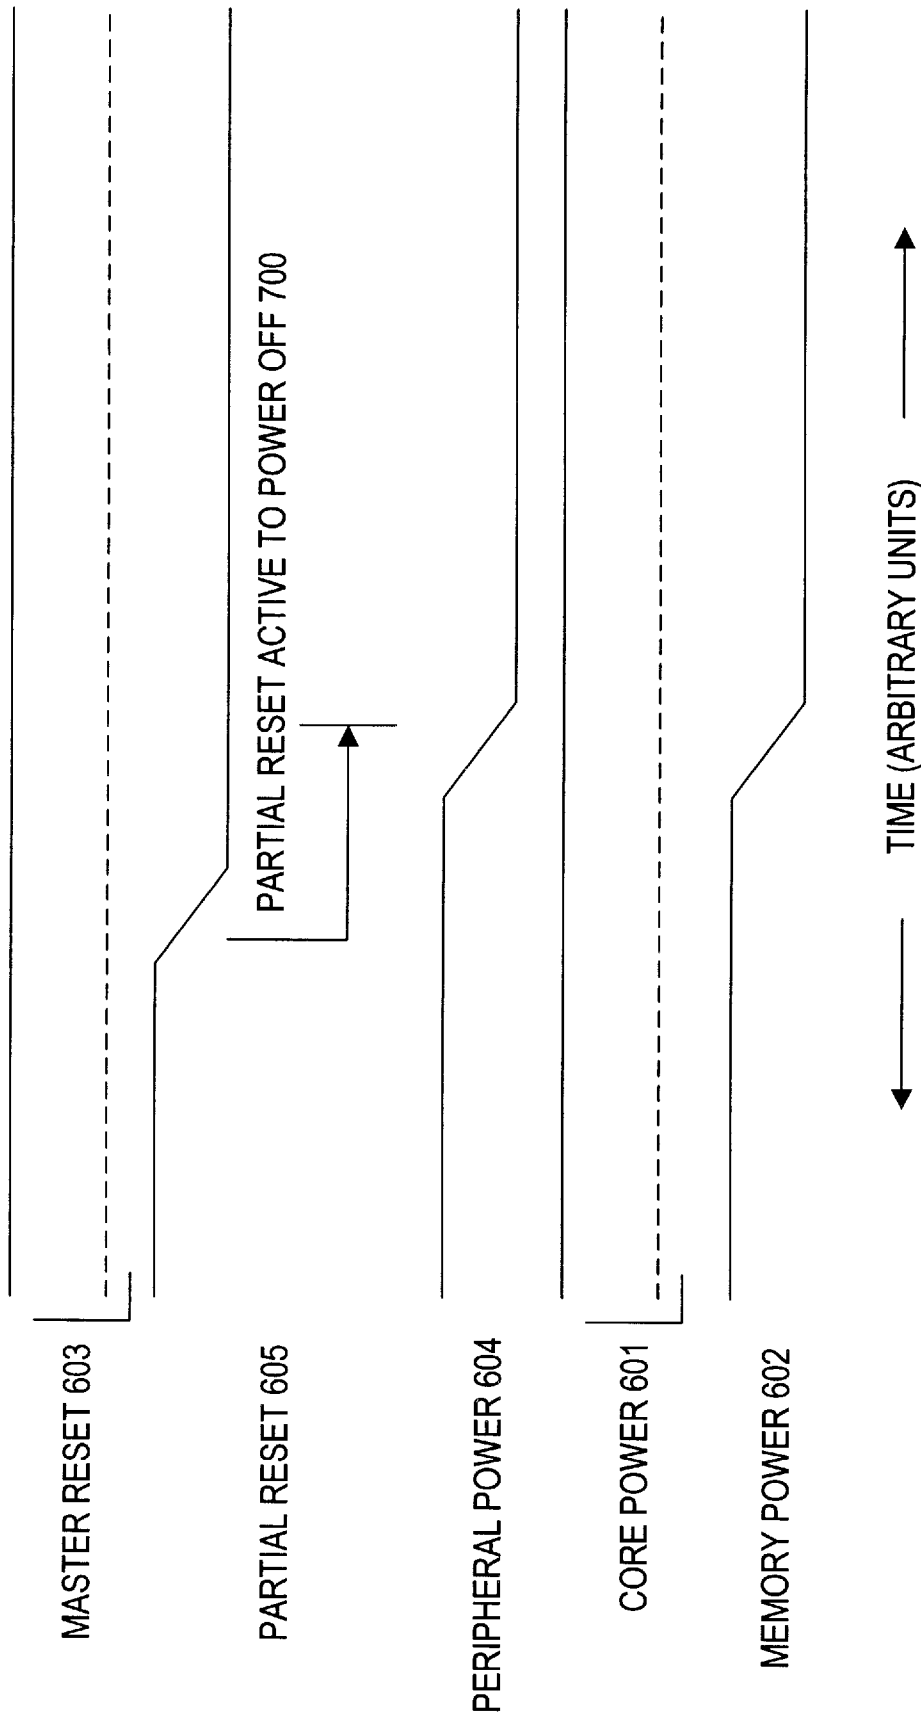 MASTER RESET 603
PARTIAL RESET 605
PARTIAL RESET ACTIVE TO POWER OFF 700
PERIPHERAL POWER 604
CORE POWER 601
MEMORY POWER 602
TIME (ARBITRARY UNITS)